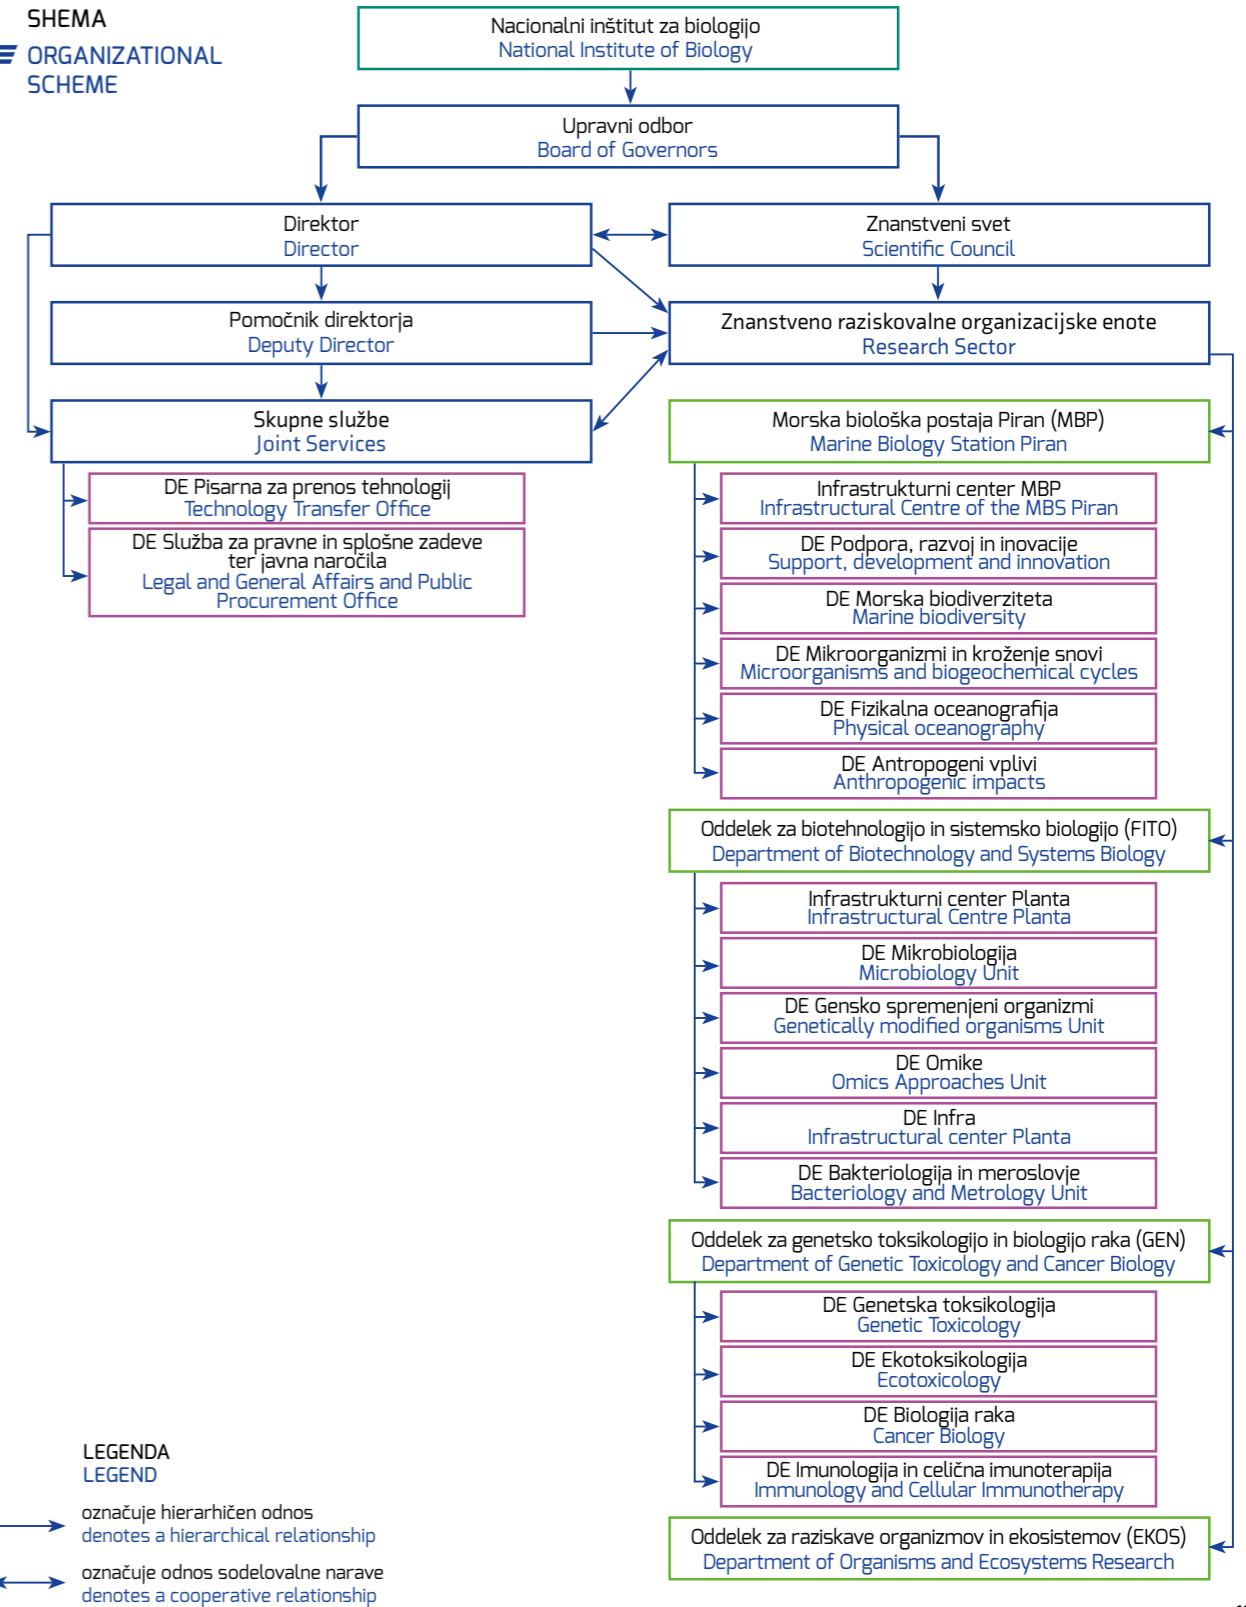 SHEMA
ORGANIZATIONAL
SCHEME
Nacionalni inštitut za biologijo
National Institute of Biology
Upravni odbor
Board of Governors
Direktor
Director
Znanstveni svet
Scientific Council
Pomočnik direktorja
Deputy Director
Znanstveno raziskovalne organizacijske enote
Research Sector
Skupne službe
Joint Services
DE Pisarna za prenos tehnologij
Technology Transfer Office
DE Služba za pravne in splošne zadeve
ter javna naročila
Legal and General Affairs and Public
Procurement Office
Morska biološka postaja Piran (MBP)
Marine Biology Station Piran
Infrastrukturni center MBP
Infrastructural Centre of the MBS Piran
DE Podpora, razvoj in inovacije
Support, development and innovation
DE Morska biodiverziteta
Marine biodiversity
DE Mikroorganizmi in kroženje snovi
Microorganisms and biogeochemical cycles
DE Fizikalna oceanografija
Physical oceanography
DE Antropogeni vplivi
Anthropogenic impacts
Oddelek za biotehnologijo in sistemsko biologijo (FITO)
Department of Biotechnology and Systems Biology
Infrastrukturni center Planta
Infrastructural Centre Planta
DE Mikrobiologija
Microbiology Unit
DE Gensko spremenjeni organizmi
Genetically modified organisms Unit
DE Omike
Omics Approaches Unit
DE Infra
Infrastructural center Planta
DE Bakteriologija in meroslovje
Bacteriology and Metrology Unit
Oddelek za genetsko toksikologijo in biologijo raka (GEN)
Department of Genetic Toxicology and Cancer Biology
DE Genetska toksikologija
Genetic Toxicology
DE Ekotoksikologija
Ecotoxicology
DE Biologija raka
Cancer Biology
DE Imunologija in celična imunoterapija
Immunology and Cellular Immunotherapy
Oddelek za raziskave organizmov in ekosistemov (EKOS)
Department of Organisms and Ecosystems Research
LEGENDA
LEGEND
označuje hierarhičen odnos
denotes a hierarchical relationship
označuje odnos sodelovalne narave
denotes a cooperative relationship